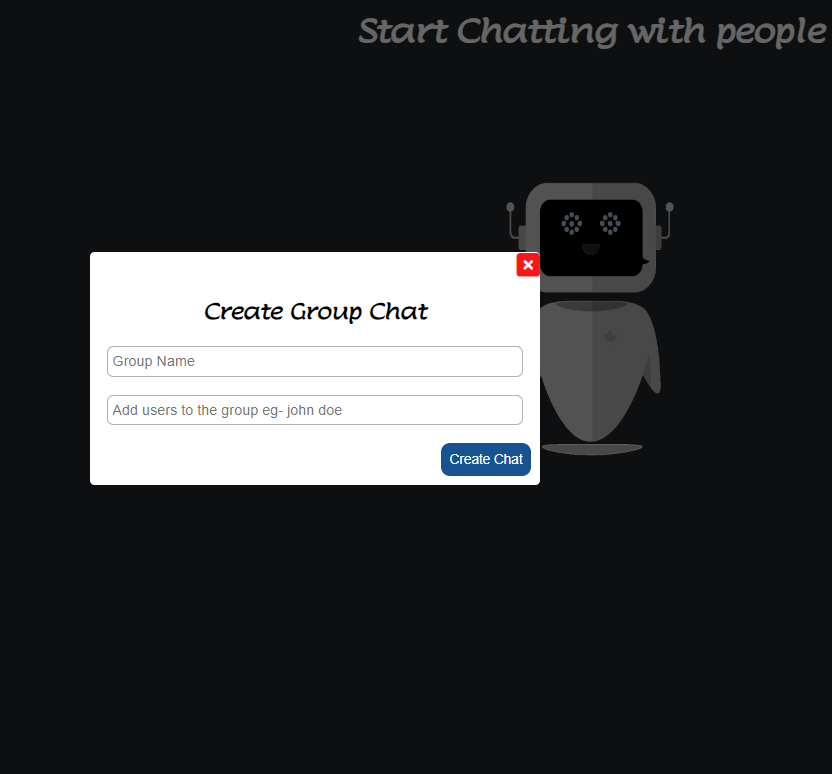 Start Chatting with people
Create Group Chat
Group Name
Add users to the group eg- john doe
Create Chat